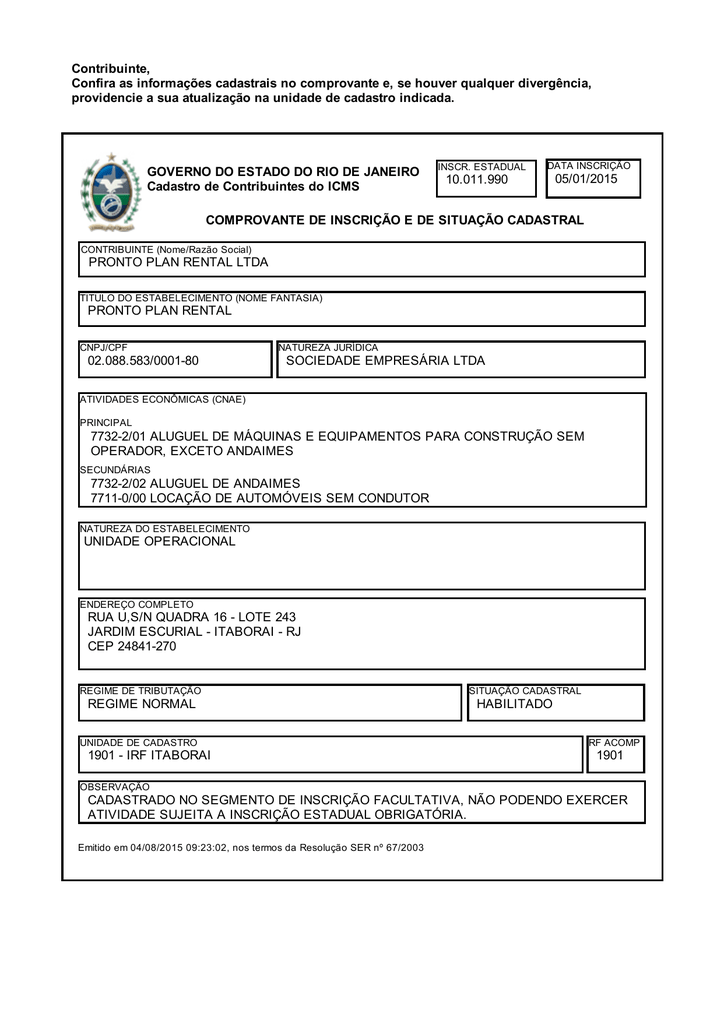 Contribuinte,
Confira as informações cadastrais no comprovante e, se houver qualquer divergência,
providencie a sua atualização na unidade de cadastro indicada.
GOVERNO DO ESTADO DO RIO DE JANEIRO
Cadastro de Contribuintes do ICMS
INSCR. ESTADUAL
10.011.990
DATA INSCRIÇÃO
05/01/2015
COMPROVANTE DE INSCRIÇÃO E DE SITUAÇÃO CADASTRAL
CONTRIBUINTE (Nome/Razão Social)
PRONTO PLAN RENTAL LTDA
TITULO DO ESTABELECIMENTO (NOME FANTASIA)
PRONTO PLAN RENTAL
CNPJ/CPF
02.088.583/0001-80
NATUREZA JURÍDICA
SOCIEDADE EMPRESÁRIA LTDA
ATIVIDADES ECONÔMICAS (CNAE)
PRINCIPAL
7732-2/01 ALUGUEL DE MÁQUINAS E EQUIPAMENTOS PARA CONSTRUÇÃO SEM
OPERADOR, EXCETO ANDAIMES
SECUNDÁRIAS
7732-2/02 ALUGUEL DE ANDAIMES
7711-0/00 LOCAÇÃO DE AUTOMÓVEIS SEM CONDUTOR
NATUREZA DO ESTABELECIMENTO
UNIDADE OPERACIONAL
ENDEREÇO COMPLETO
RUA U,S/N QUADRA 16 - LOTE 243
JARDIM ESCURIAL - ITABORAI - RJ
CEP 24841-270
REGIME DE TRIBUTAÇÃO
REGIME NORMAL
SITUAÇÃO CADASTRAL
HABILITADO
UNIDADE DE CADASTRO
1901 - IRF ITABORAI
RF ACOMP
1901
OBSERVAÇÃO
CADASTRADO NO SEGMENTO DE INSCRIÇÃO FACULTATIVA, NÃO PODENDO EXERCER
ATIVIDADE SUJEITA A INSCRIÇÃO ESTADUAL OBRIGATÓRIA.
Emitido em 04/08/2015 09:23:02, nos termos da Resolução SER nº 67/2003